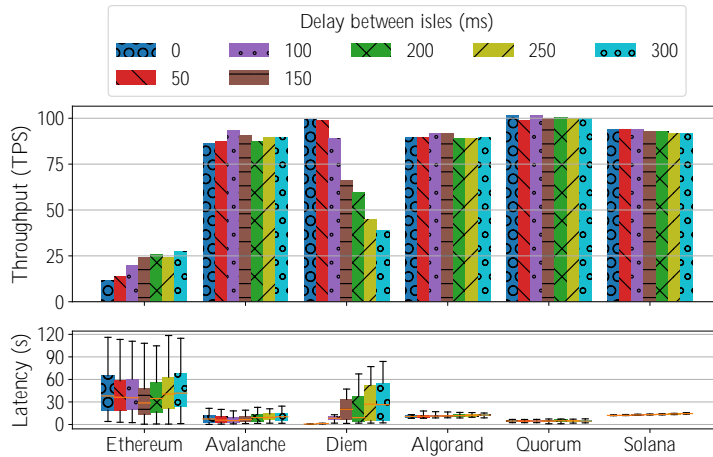 Delay between isles (ms)
0 100 200 250 300
50 150
Throughput (TPS)
100
75
50
25
0
Latency (s)
120
90
60
30
0
Ethereum Avalanche Diem Algorand Quorum Solana